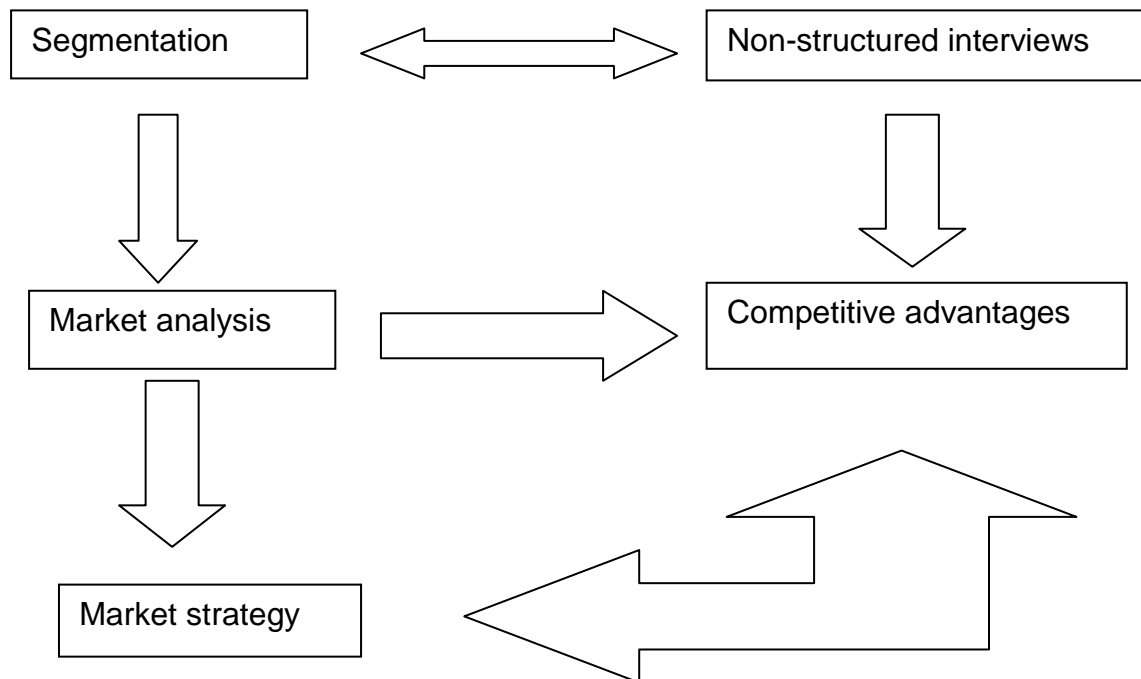 Segmentation
Non-structured interviews
Market analysis
Competitive advantages
Market strategy